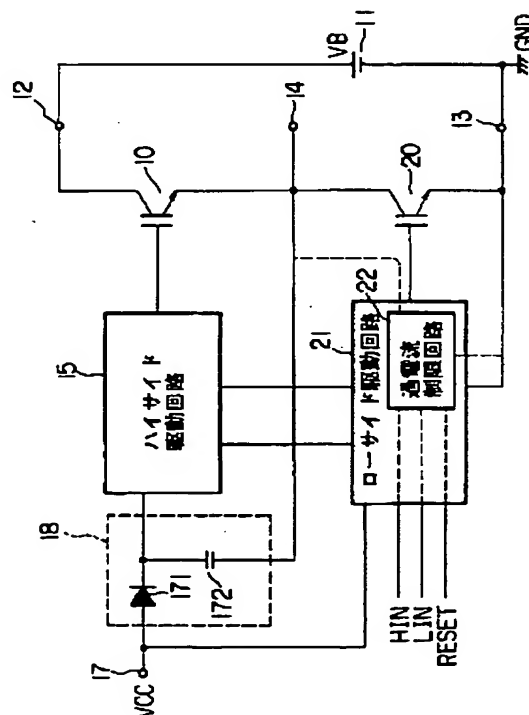 12
10
14
VB
11
13
GND
20
15
ハイサイド
駆動回路
21
22
ローサイド駆動回路
過電流
制限回路
18
171
172
17
VCC
HIN
LIN
RESET